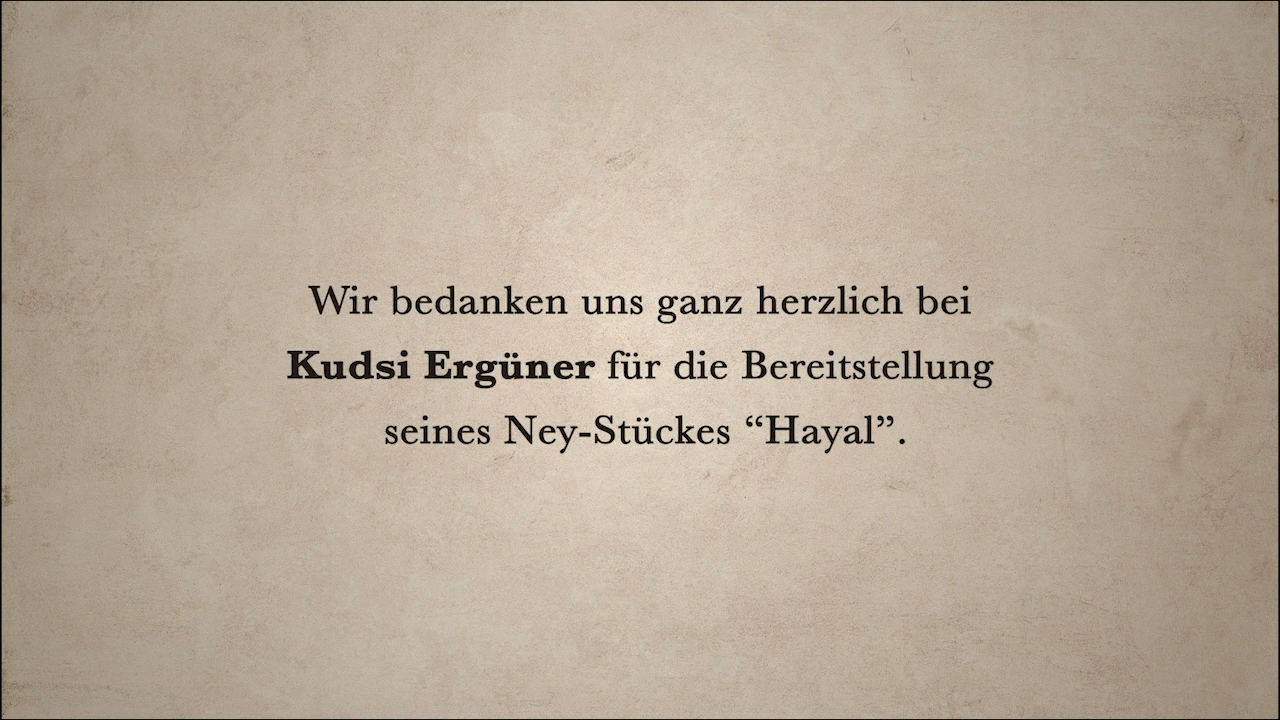 Wir bedanken uns ganz herzlich bei
Kudsi Ergüner für die Bereitstellung
seines Ney-Stückes “Hayal”.